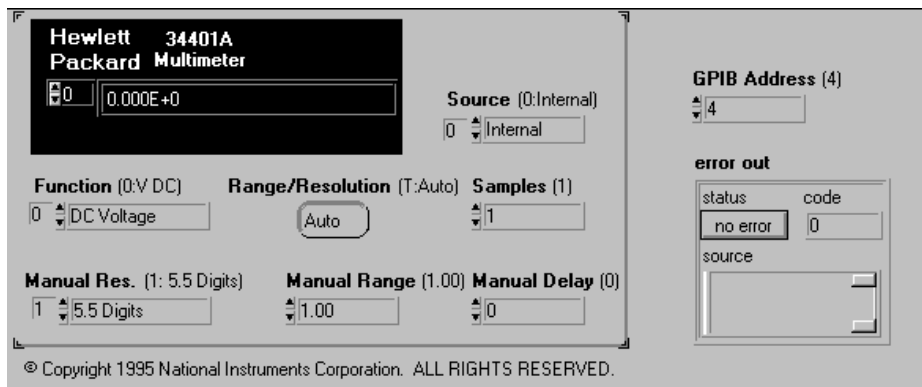 Hewlett 34401A
Packard Multimeter
0 0.000E+0
Source (0:Internal)
0 Internal
GPIB Address (4)
4
Function (0:V DC) Range/Resolution (T:Auto) Samples (1)
0 DC Voltage Auto 1
Manual Res. (1: 5.5 Digits) Manual Range (1.00) Manual Delay (0)
1 5.5 Digits 1.00 0
error out
status code
no error 0
source
© Copyright 1995 National Instruments Corporation. ALL RIGHTS RESERVED.